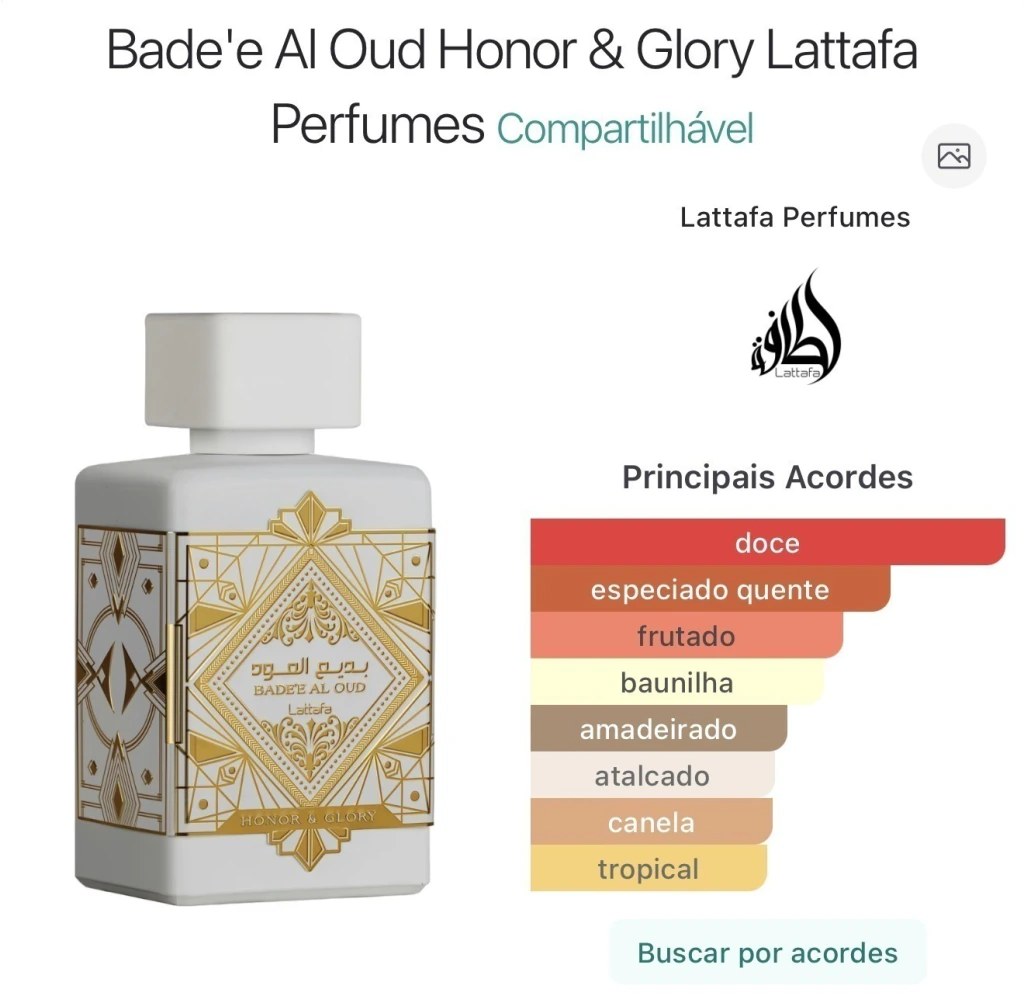 Bade'e Al Oud Honor & Glory Lattafa
Perfumes Compartilhável
Lattafa Perfumes
لطافة
Lattafa
Principais Acordes
doce
especiado quente
frutado
baunilha
amadeirado
atalcado
canela
tropical
Buscar por acordes
بديع العود
BADE'E AL OUD
Lattafa
HONOR & GLORY